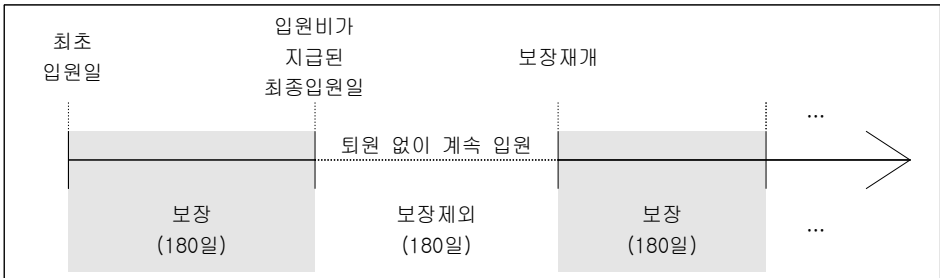 최초
입원일
입원비가
지급된
최종입원일
보장재개
...
퇴원 없이 계속 입원
보장
(180일)
보장제외
(180일)
보장
(180일)
...